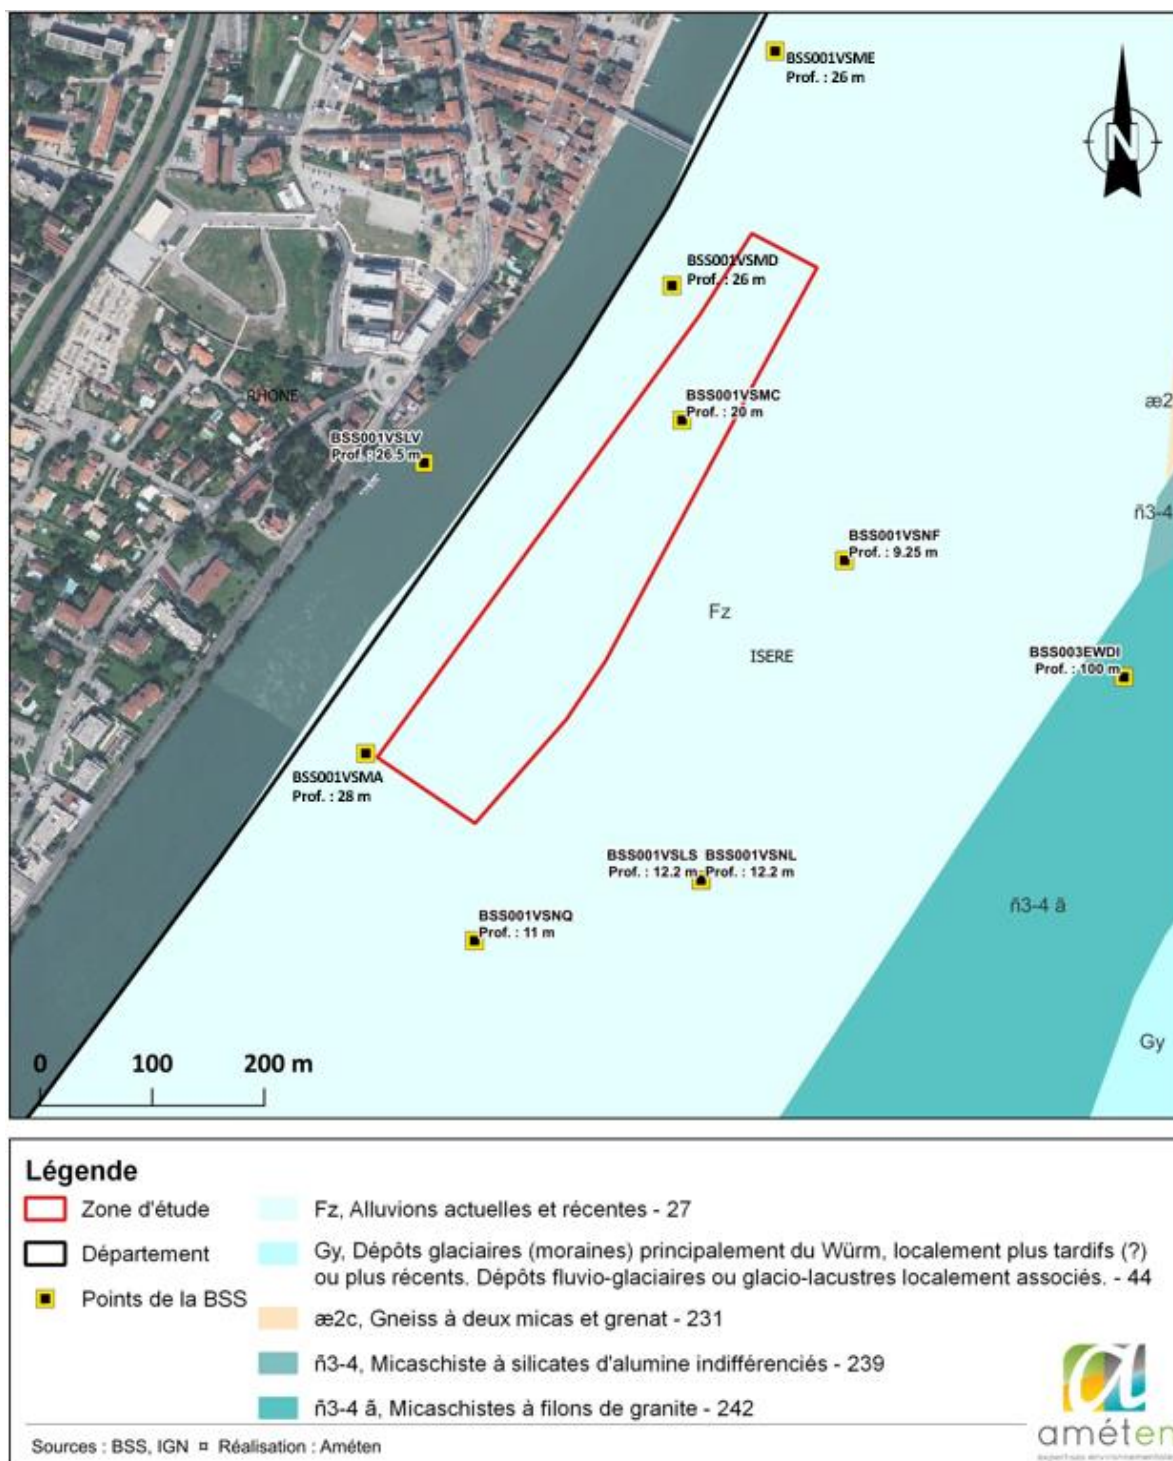 BSS001VSME
Prof. : 26 m
N
BSS001VSMD
Prof. : 26 m
BSS001VSMC
Prof. : 20 m
RHONE
æ2
BSS001VSLV
Prof. : 26.5 m
ñ3-4
BSS001VSNF
Prof. : 9.25 m
Fz
ISERE
BSS003EWDI
Prof. : 100 m
BSS001VSMA
Prof. : 28 m
BSS001VSLS BSS001VSNL
Prof. : 12.2 m Prof. : 12.2 m
ñ3-4 ã
BSS001VSNQ
Prof. : 11 m
Gy
0 100 200 m
Légende
Zone d'étude
Département
Points de la BSS
Fz, Alluvions actuelles et récentes - 27
Gy, Dépôts glaciaires (moraines) principalement du Würm, localement plus tardifs (?)
ou plus récents. Dépôts fluvio-glaciaires ou glacio-lacustres localement associés. - 44
æ2c, Gneiss à deux micas et grenat - 231
ñ3-4, Micaschiste à silicates d'alumine indifférenciés - 239
ñ3-4 ã, Micaschistes à filons de granite - 242
Sources : BSS, IGN ¤ Réalisation : Améten
améten